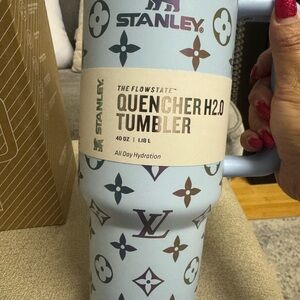 STANLEY
STANLEY
THE FLOWSTATE™
QUENCHER H2.0
TUMBLER
40 OZ | 1.18 L
All Day Hydration
LV